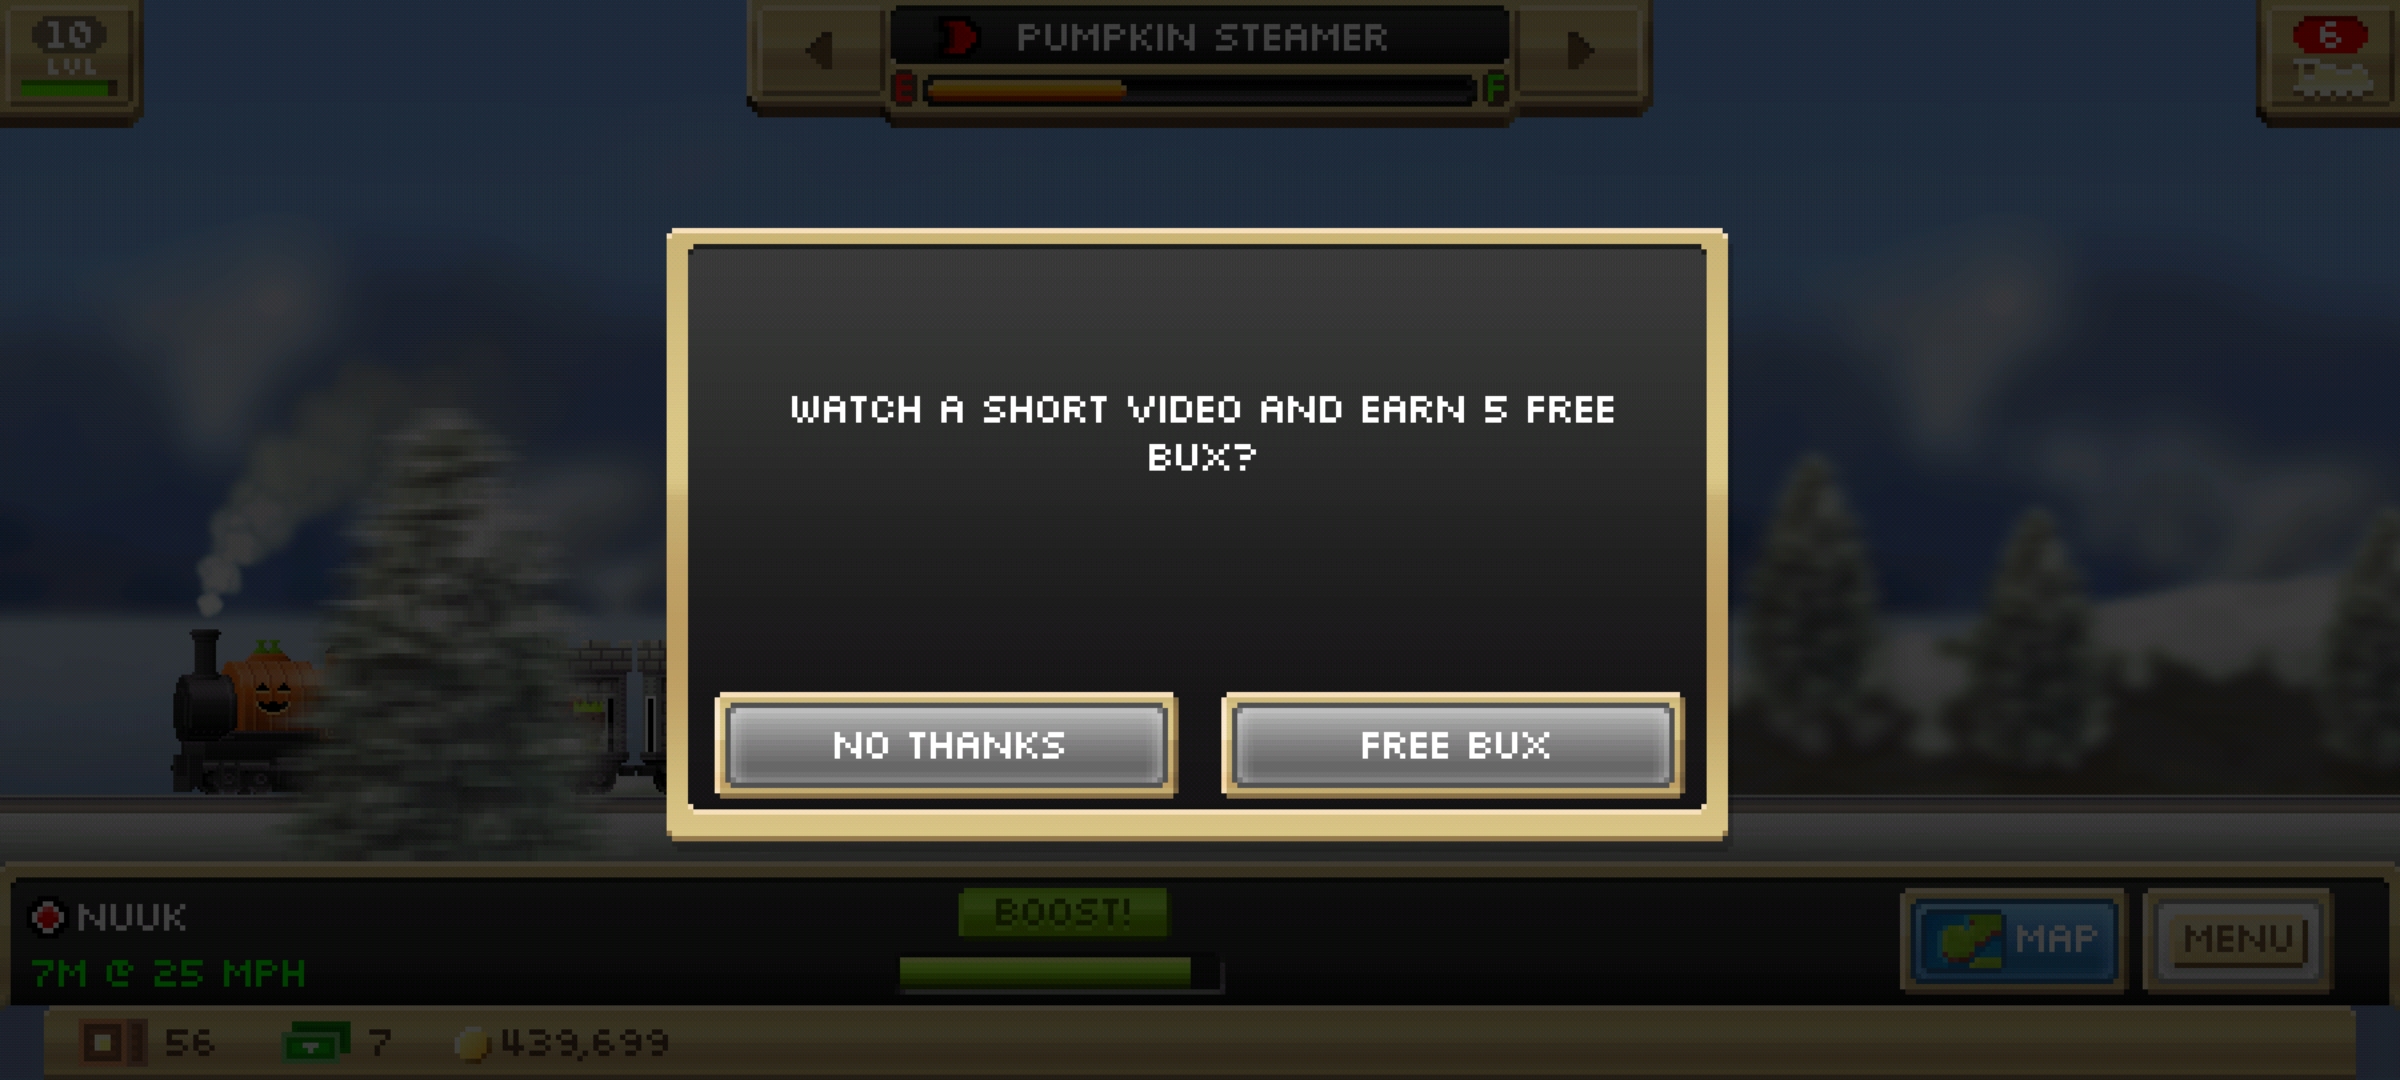 10
LVL
PUMPKIN STEAMER
E F
6
WATCH A SHORT VIDEO AND EARN 5 FREE
BUX?
NO THANKS
FREE BUX
NUUK
BOOST!
MAP
MENU
7M @ 25 MPH
56
7
439,699